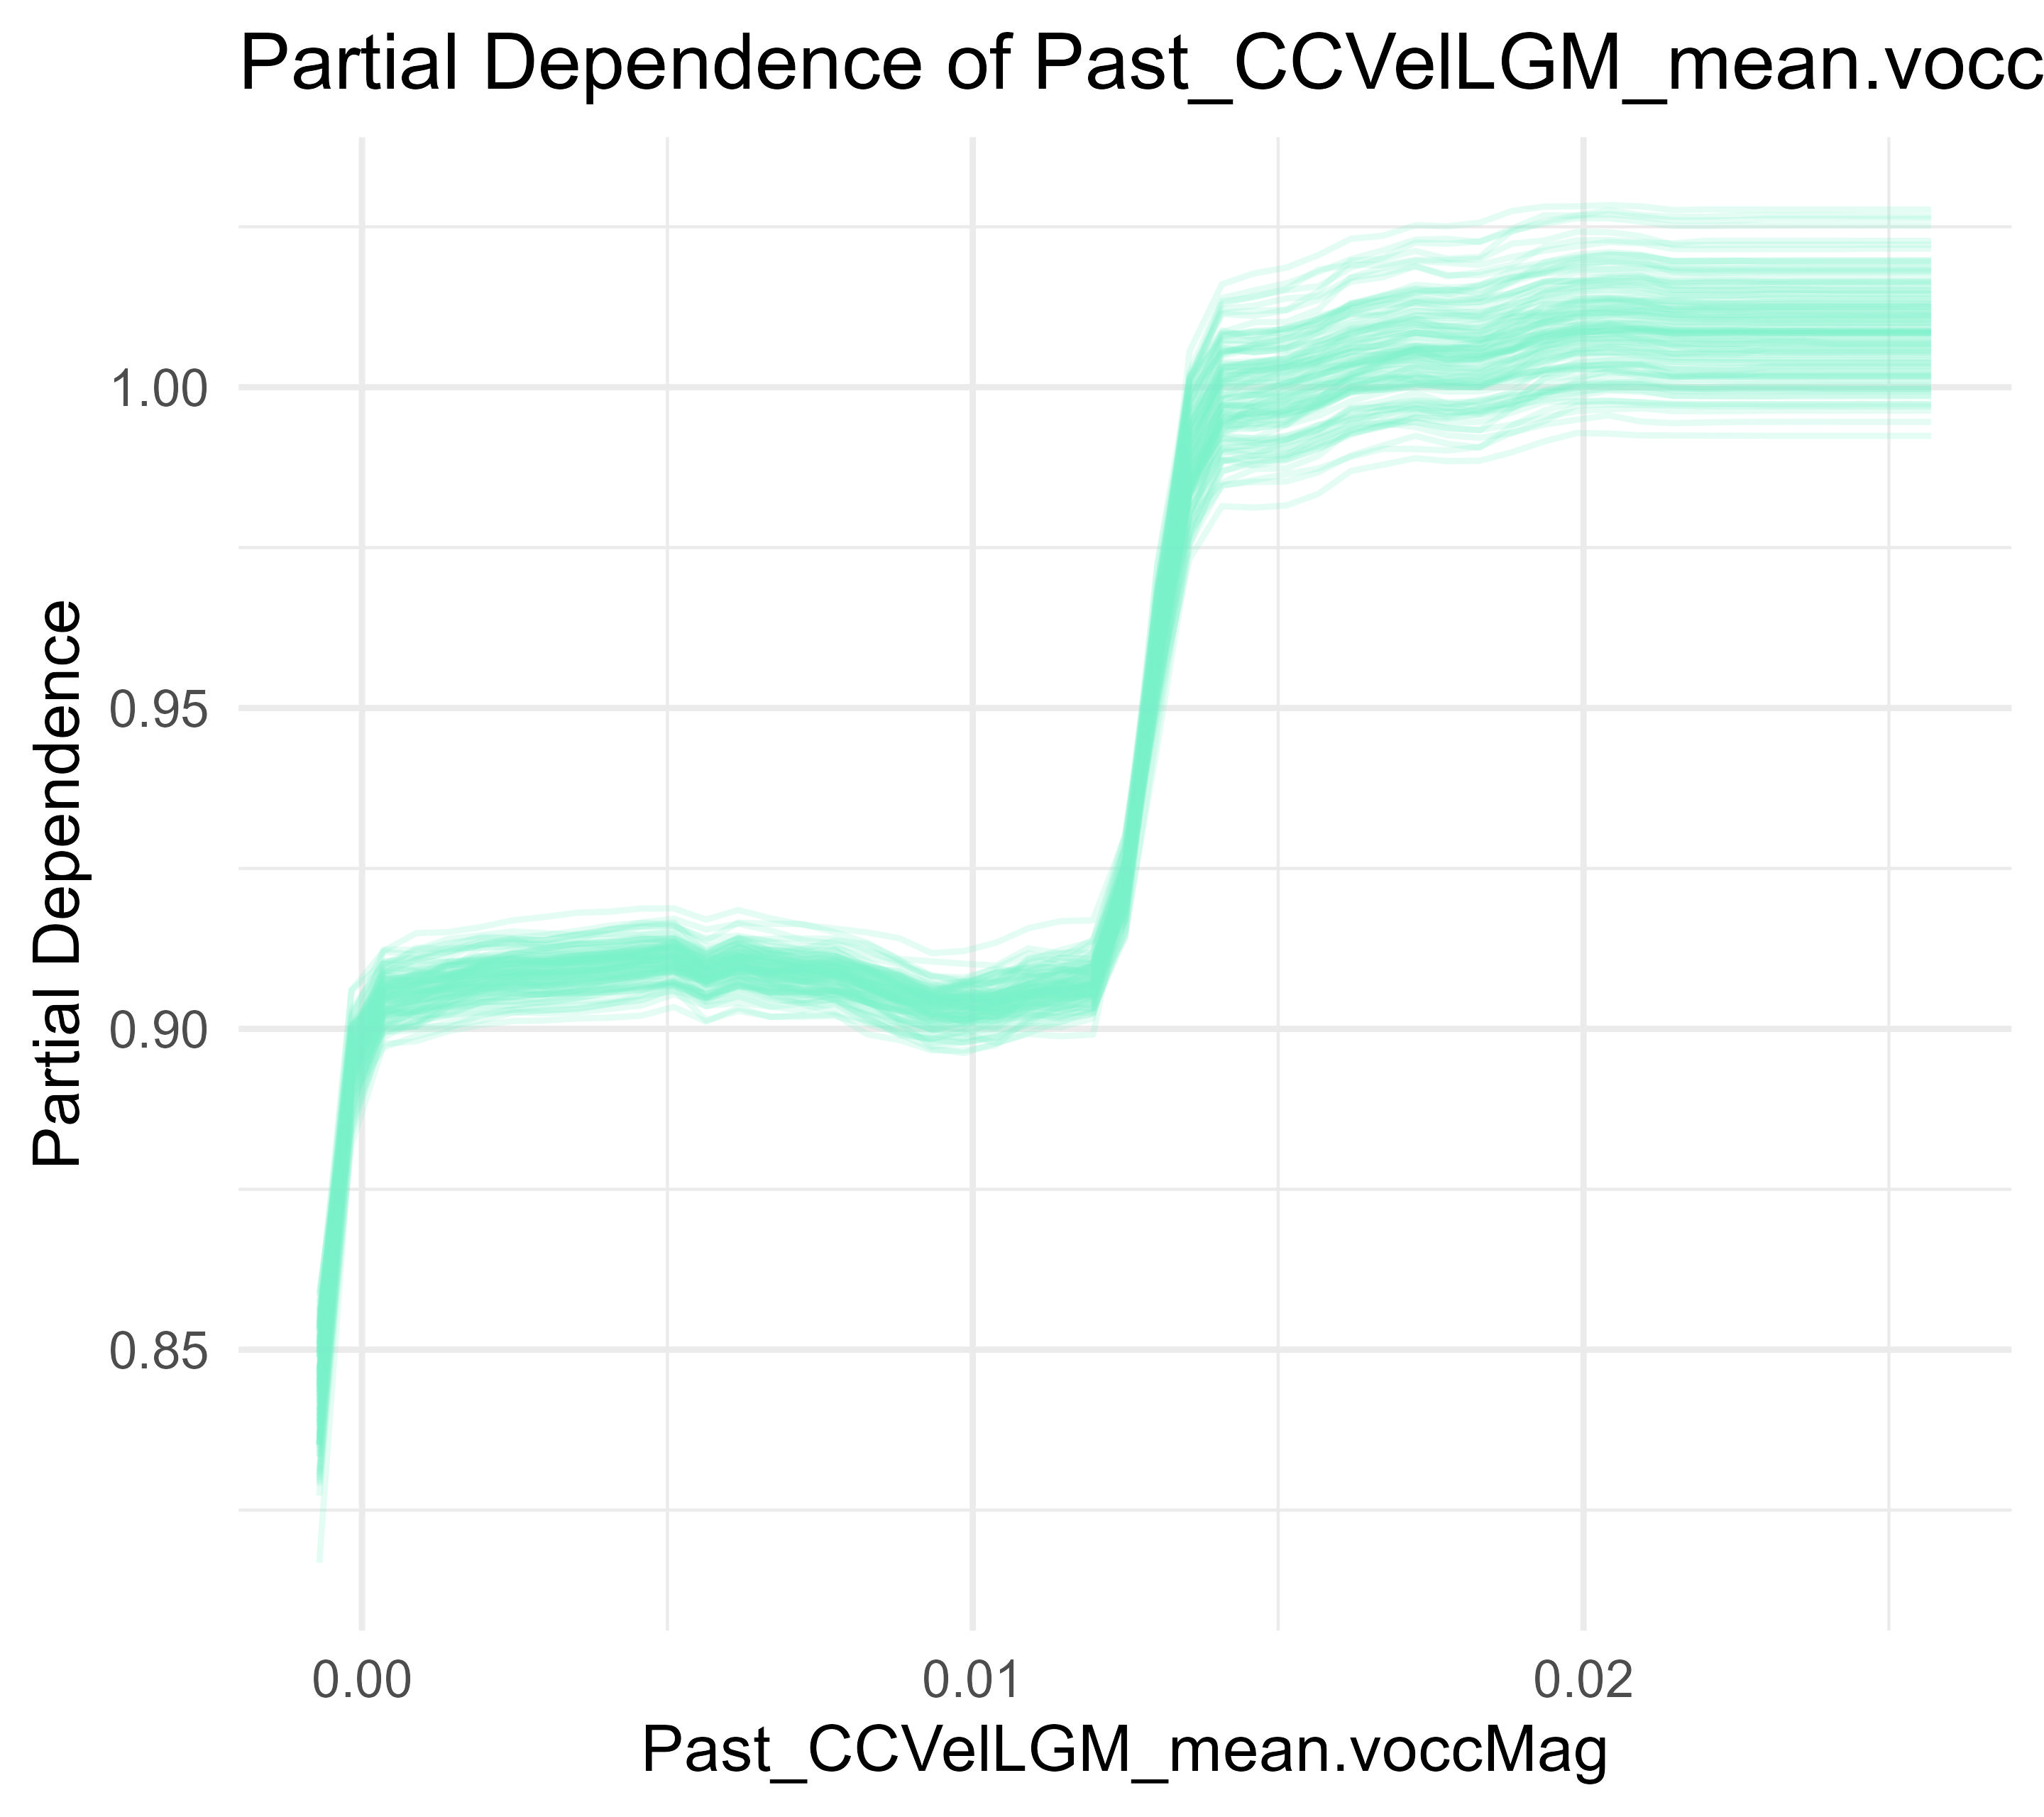 Partial Dependence of Past_CCVelLGM_mean.vocc
Partial Dependence
1.00
0.95
0.90
0.85
0.00
0.01
0.02
Past_CCVelLGM_mean.voccMag